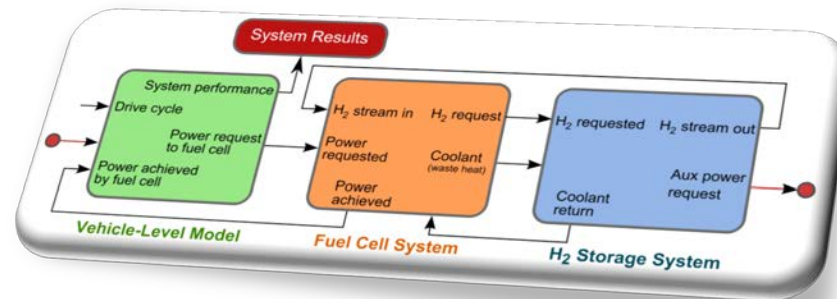 System Results
System performance
Drive cycle
Power request
to fuel cell
Power achieved
by fuel cell
Vehicle-Level Model
H₂ stream in
H₂ request
Power
requested
Coolant
(waste heat)
Power
achieved
Fuel Cell System
H₂ requested
H₂ stream out
Aux power
request
Coolant
return
H₂ Storage System